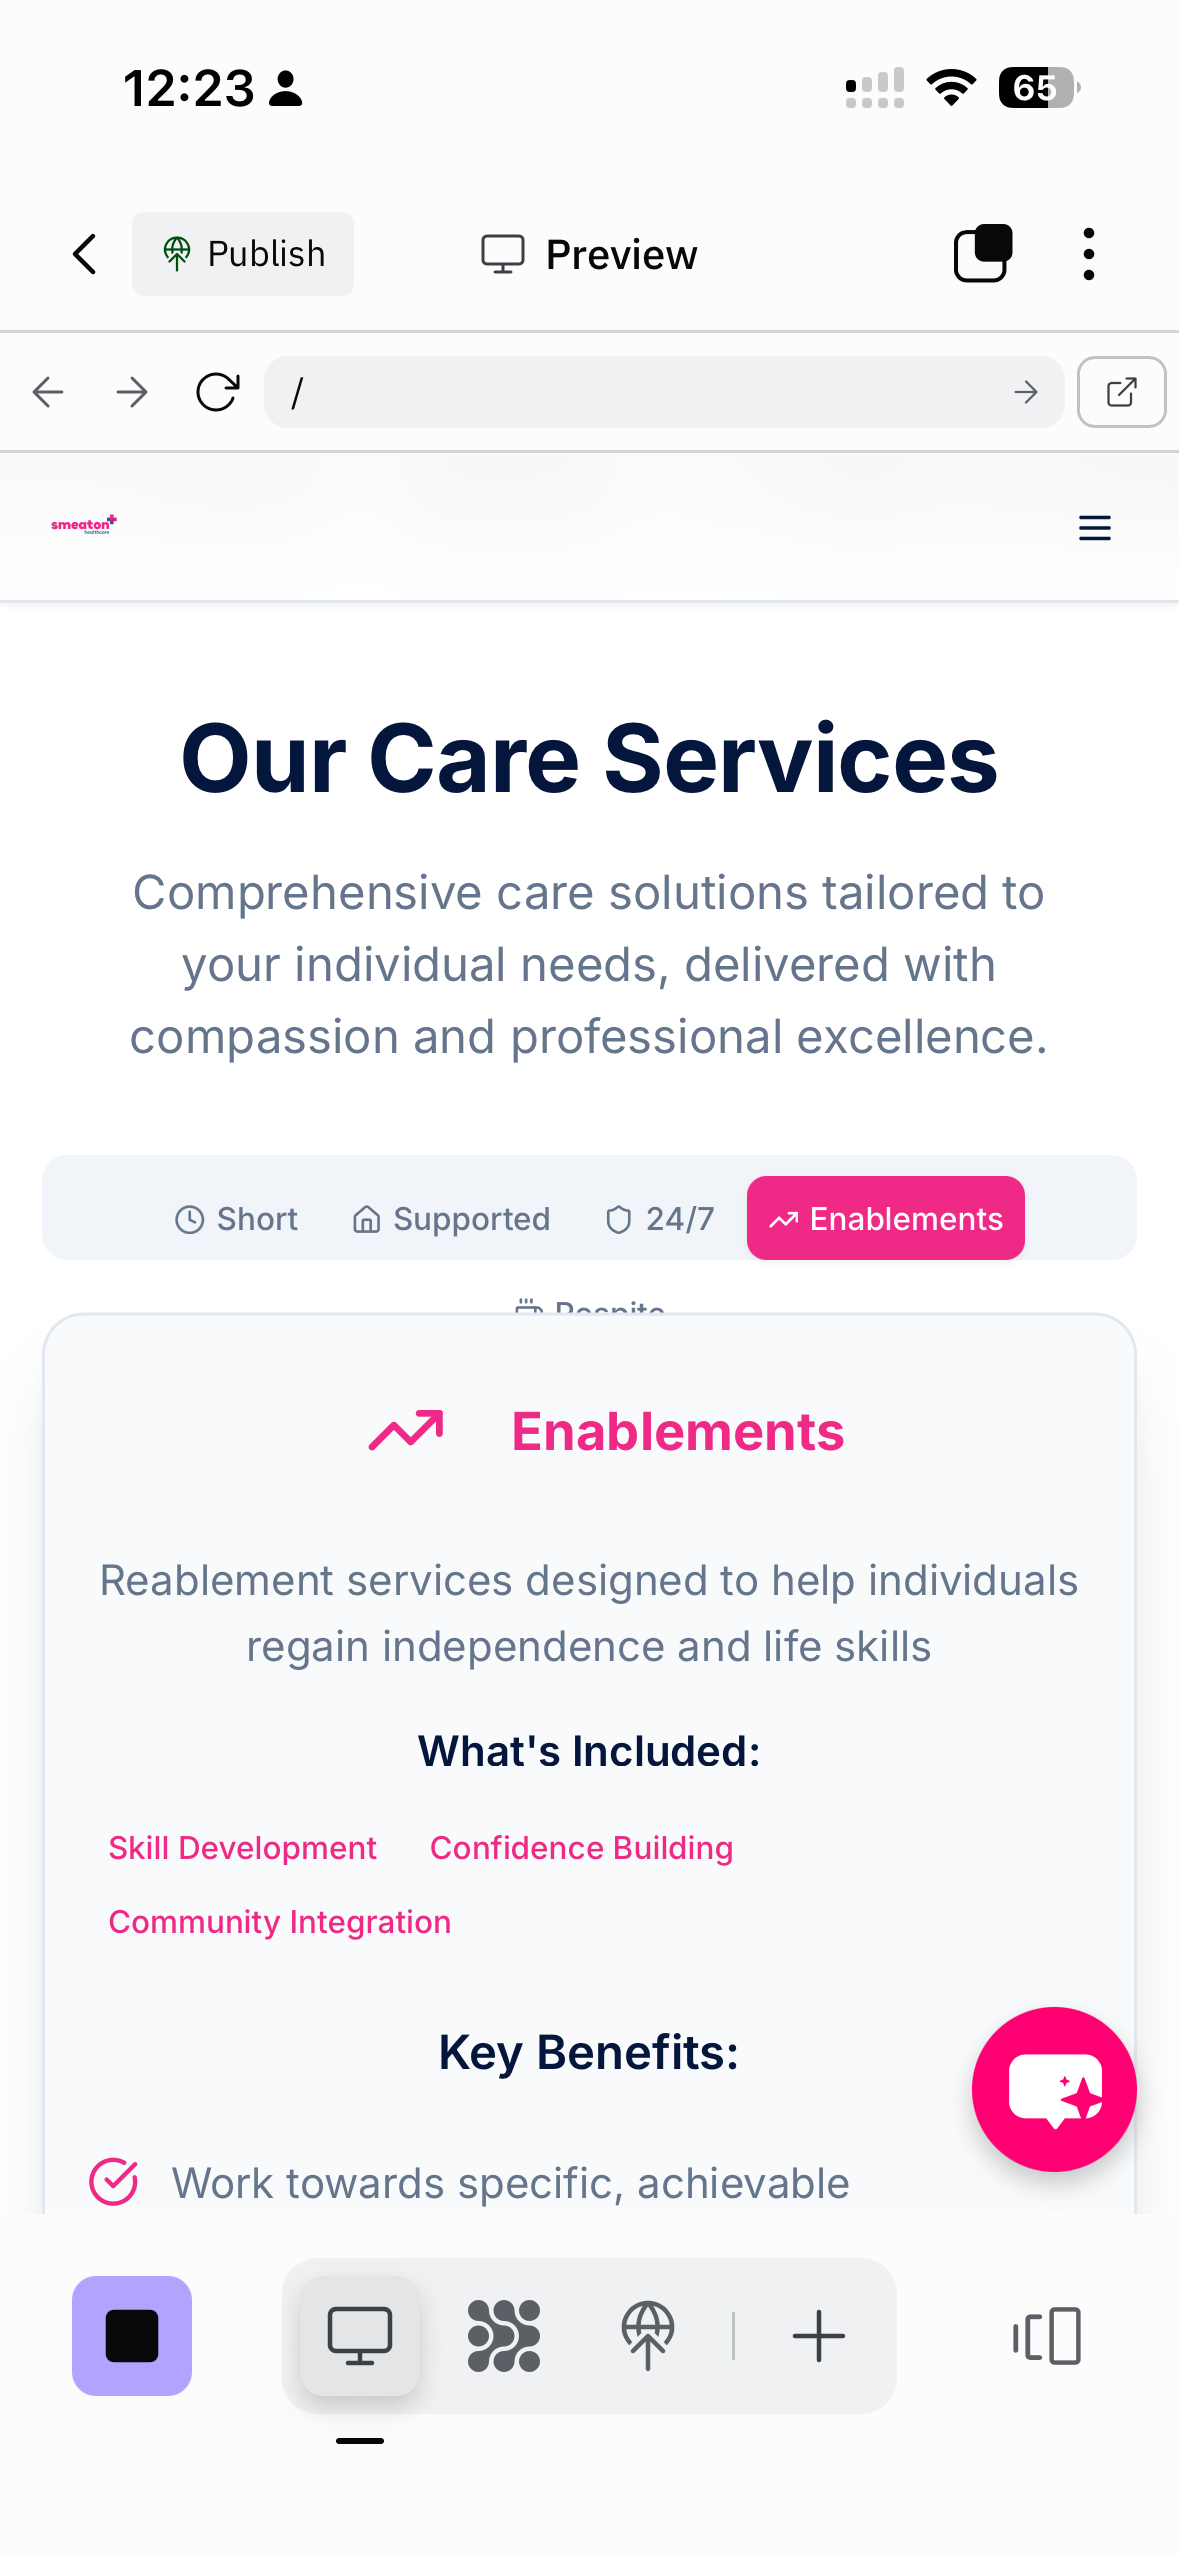 12:23
65
Publish
Preview
/
smeaton
healthcare
Our Care Services
Comprehensive care solutions tailored to
your individual needs, delivered with
compassion and professional excellence.
Short
Supported
24/7
Enablements
Respite
Enablements
Reablement services designed to help individuals
regain independence and life skills
What's Included:
Skill Development
Confidence Building
Community Integration
Key Benefits:
Work towards specific, achievable